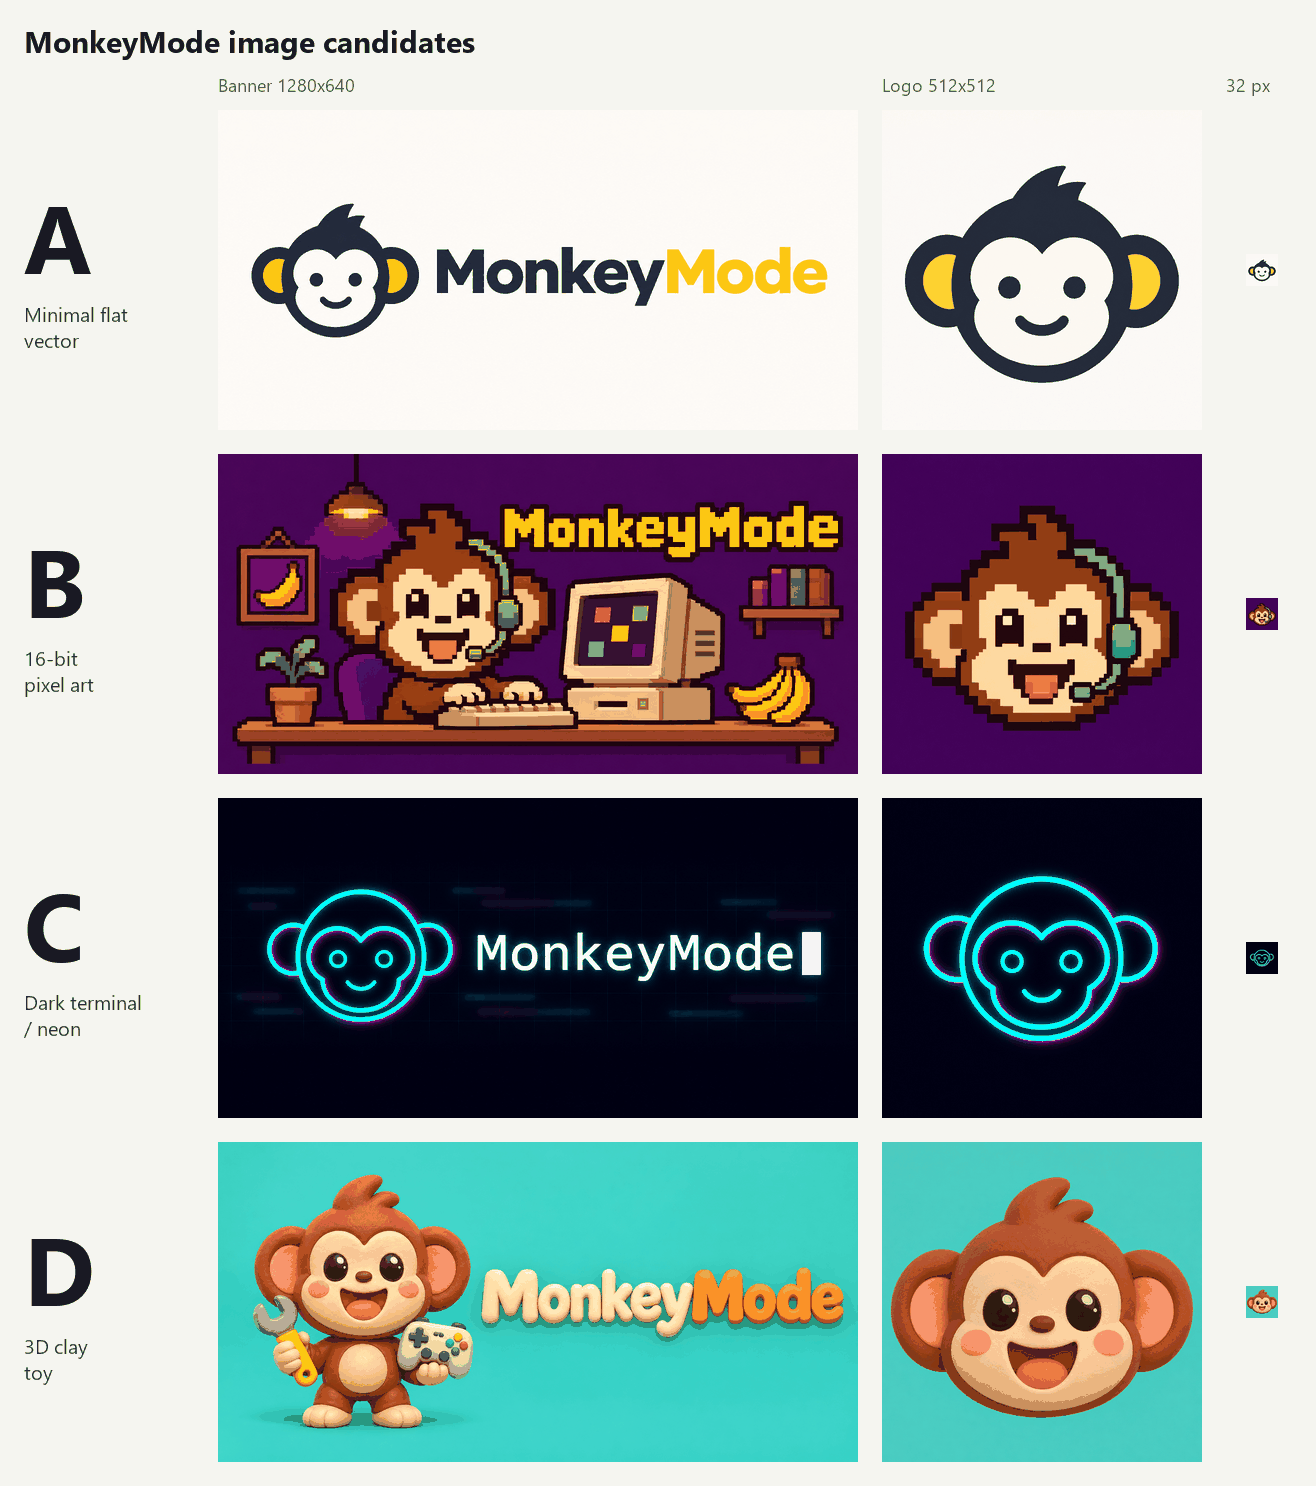 MonkeyMode image candidates
Banner 1280x640
Logo 512x512
32 px
A
Minimal flat
vector
MonkeyMode
B
16-bit
pixel art
MonkeyMode
C
Dark terminal
/ neon
MonkeyMode
D
3D clay
toy
MonkeyMode